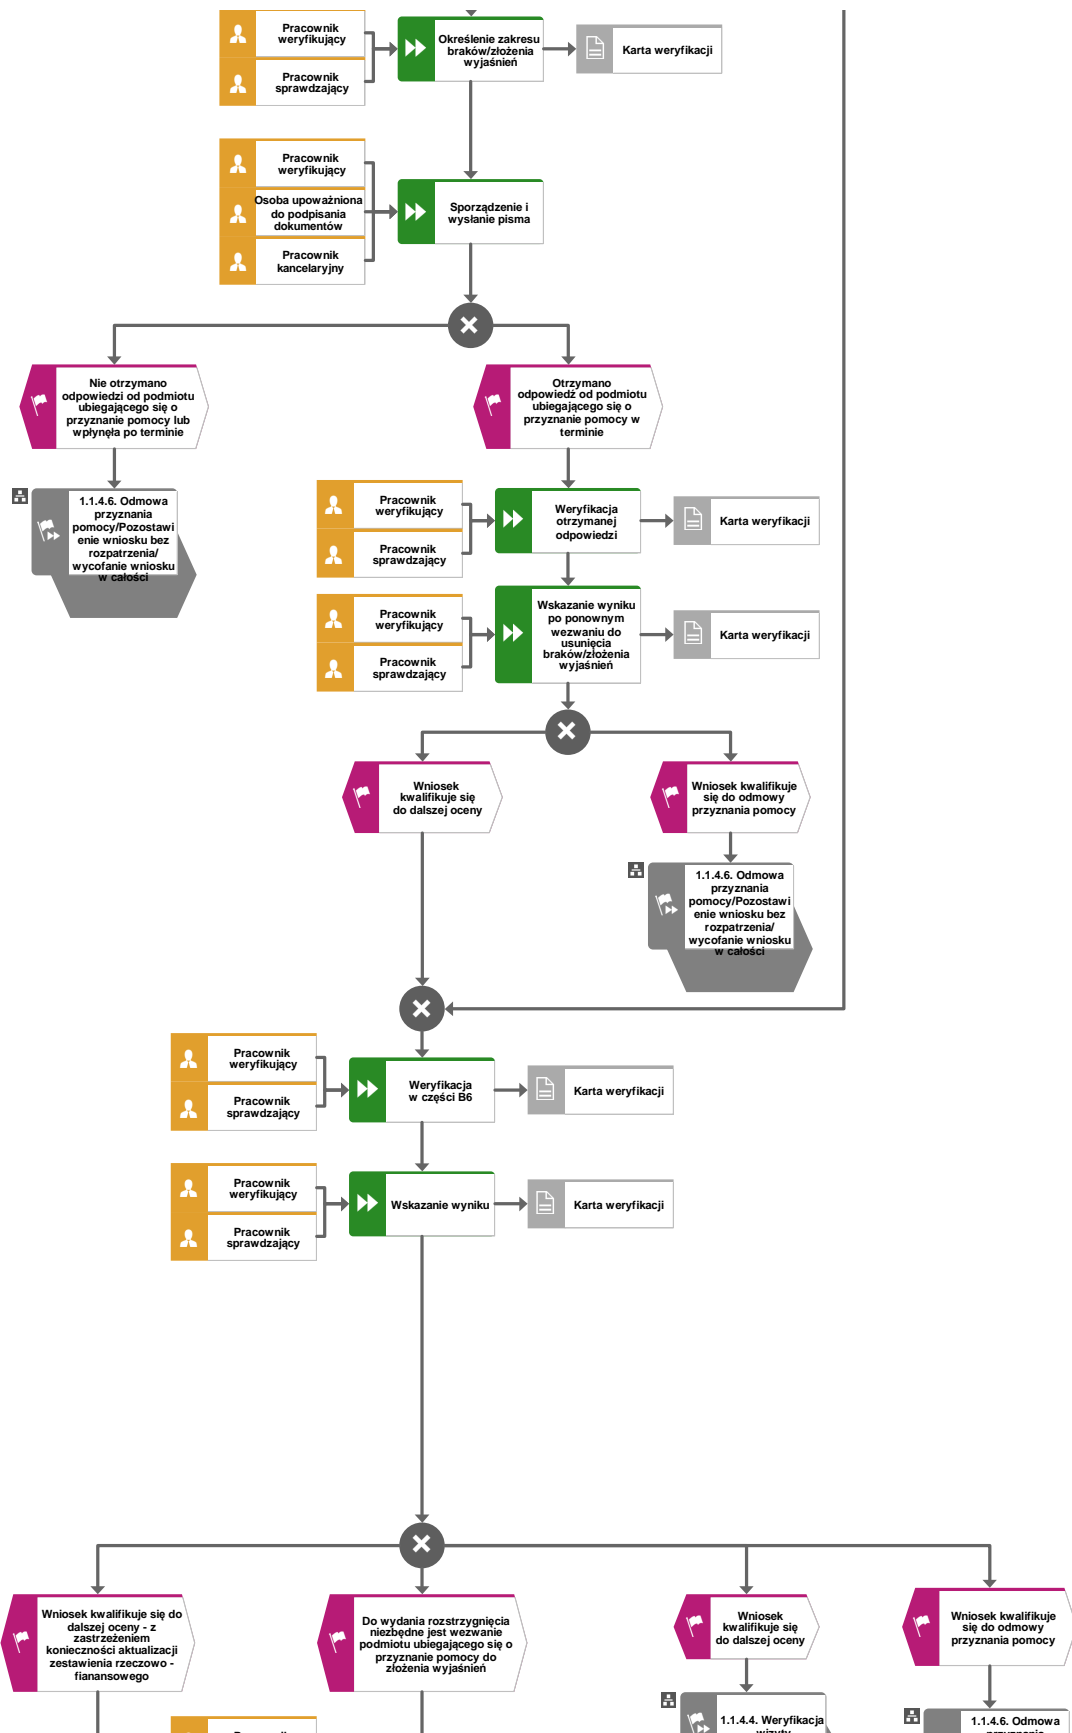 Pracownik
weryfikujący
Pracownik
sprawdzający
Określenie zakresu
braków/złożenia
wyjaśnień
Karta weryfikacji
Pracownik
weryfikujący
Osoba upoważniona
do podpisania
dokumentów
Pracownik
kancelaryjny
Sporządzenie i
wysłanie pisma
Nie otrzymano
odpowiedzi od podmiotu
ubiegającego się o
przyznanie pomocy lub
wpłynęła po terminie
Otrzymano
odpowiedź od podmiotu
ubiegającego się o
przyznanie pomocy w
terminie
1.1.4.6. Odmowa
przyznania
pomocy/Pozostawi
enie wniosku bez
rozpatrzenia/
wycofanie wniosku
w całości
Pracownik
weryfikujący
Pracownik
sprawdzający
Weryfikacja
otrzymanej
odpowiedzi
Karta weryfikacji
Pracownik
weryfikujący
Pracownik
sprawdzający
Wskazanie wyniku
po ponownym
wezwaniu do
usunięcia
braków/złożenia
wyjaśnień
Karta weryfikacji
Wniosek
kwalifikuje się
do dalszej oceny
Wniosek kwalifikuje
się do odmowy
przyznania pomocy
1.1.4.6. Odmowa
przyznania
pomocy/Pozostawi
enie wniosku bez
rozpatrzenia/
wycofanie wniosku
w całości
Pracownik
weryfikujący
Pracownik
sprawdzający
Weryfikacja
w części B6
Karta weryfikacji
Pracownik
weryfikujący
Pracownik
sprawdzający
Wskazanie wyniku
Karta weryfikacji
Wniosek kwalifikuje się do
dalszej oceny - z
zastrzeżeniem
konieczności aktualizacji
zestawienia rzeczowo -
fianansowego
Do wydania rozstrzygnięcia
niezbędne jest wezwanie
podmiotu ubiegającego się o
przyznanie pomocy do
złożenia wyjaśnień
Wniosek
kwalifikuje się
do dalszej oceny
Wniosek kwalifikuje
się do odmowy
przyznania pomocy
1.1.4.4. Weryfikacja
wizyty
1.1.4.6. Odmowa